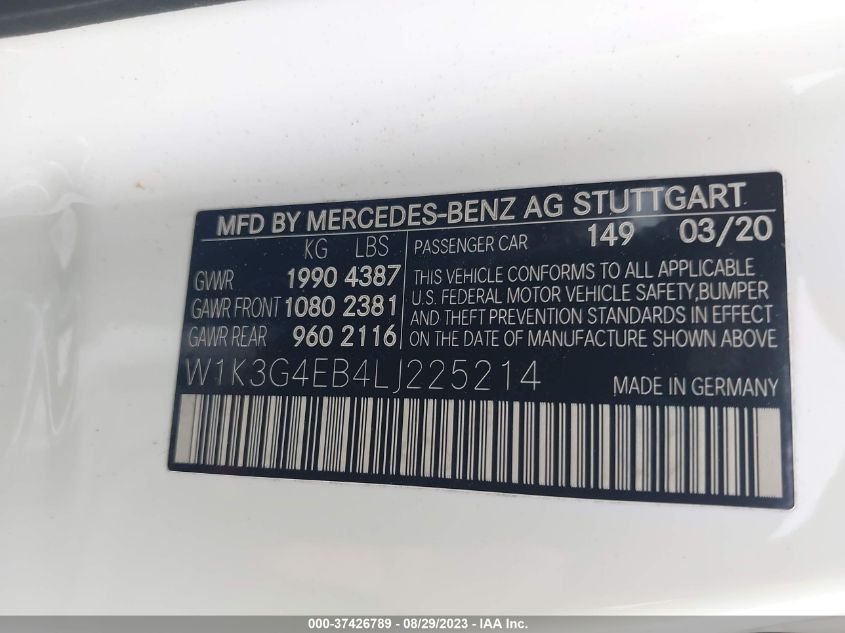 MFD BY MERCEDES-BENZ AG STUTTGART
KG LBS
GVWR 1990 4387
GAWR FRONT 1080 2381
GAWR REAR 960 2116
PASSENGER CAR 149 03/20
THIS VEHICLE CONFORMS TO ALL APPLICABLE
U.S. FEDERAL MOTOR VEHICLE SAFETY,BUMPER
AND THEFT PREVENTION STANDARDS IN EFFECT
ON THE DATE OF MANUFACTURE SHOWN ABOVE
W1K3G4EB4LJ225214
MADE IN GERMANY
000-37426789 - 08/29/2023 - IAA Inc.